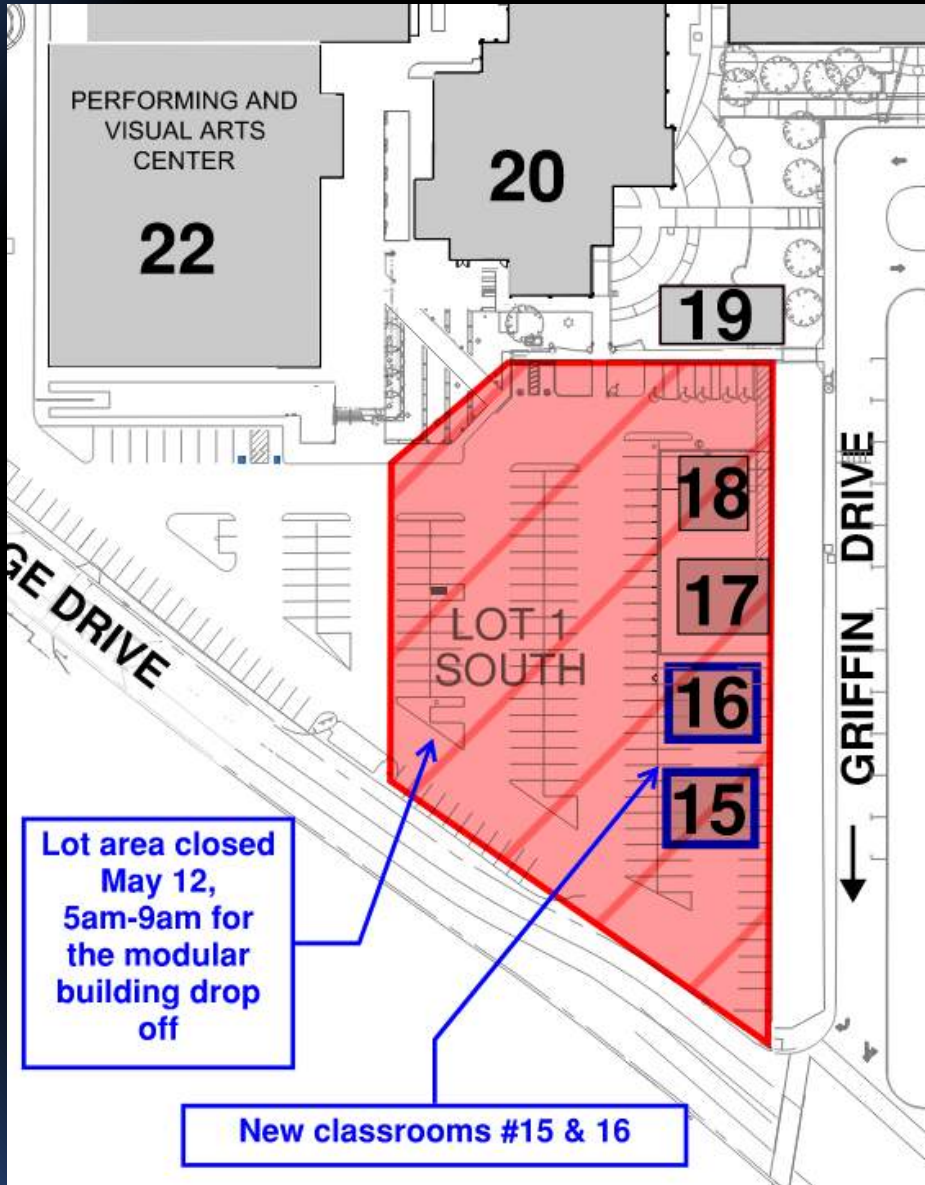 PERFORMING AND
VISUAL ARTS
CENTER
22
20
19
18
17
16
15
LOT 1
SOUTH
GE DRIVE
GRIFFIN DRIVE
Lot area closed
May 12,
5am-9am for
the modular
building drop
off
New classrooms #15 & 16